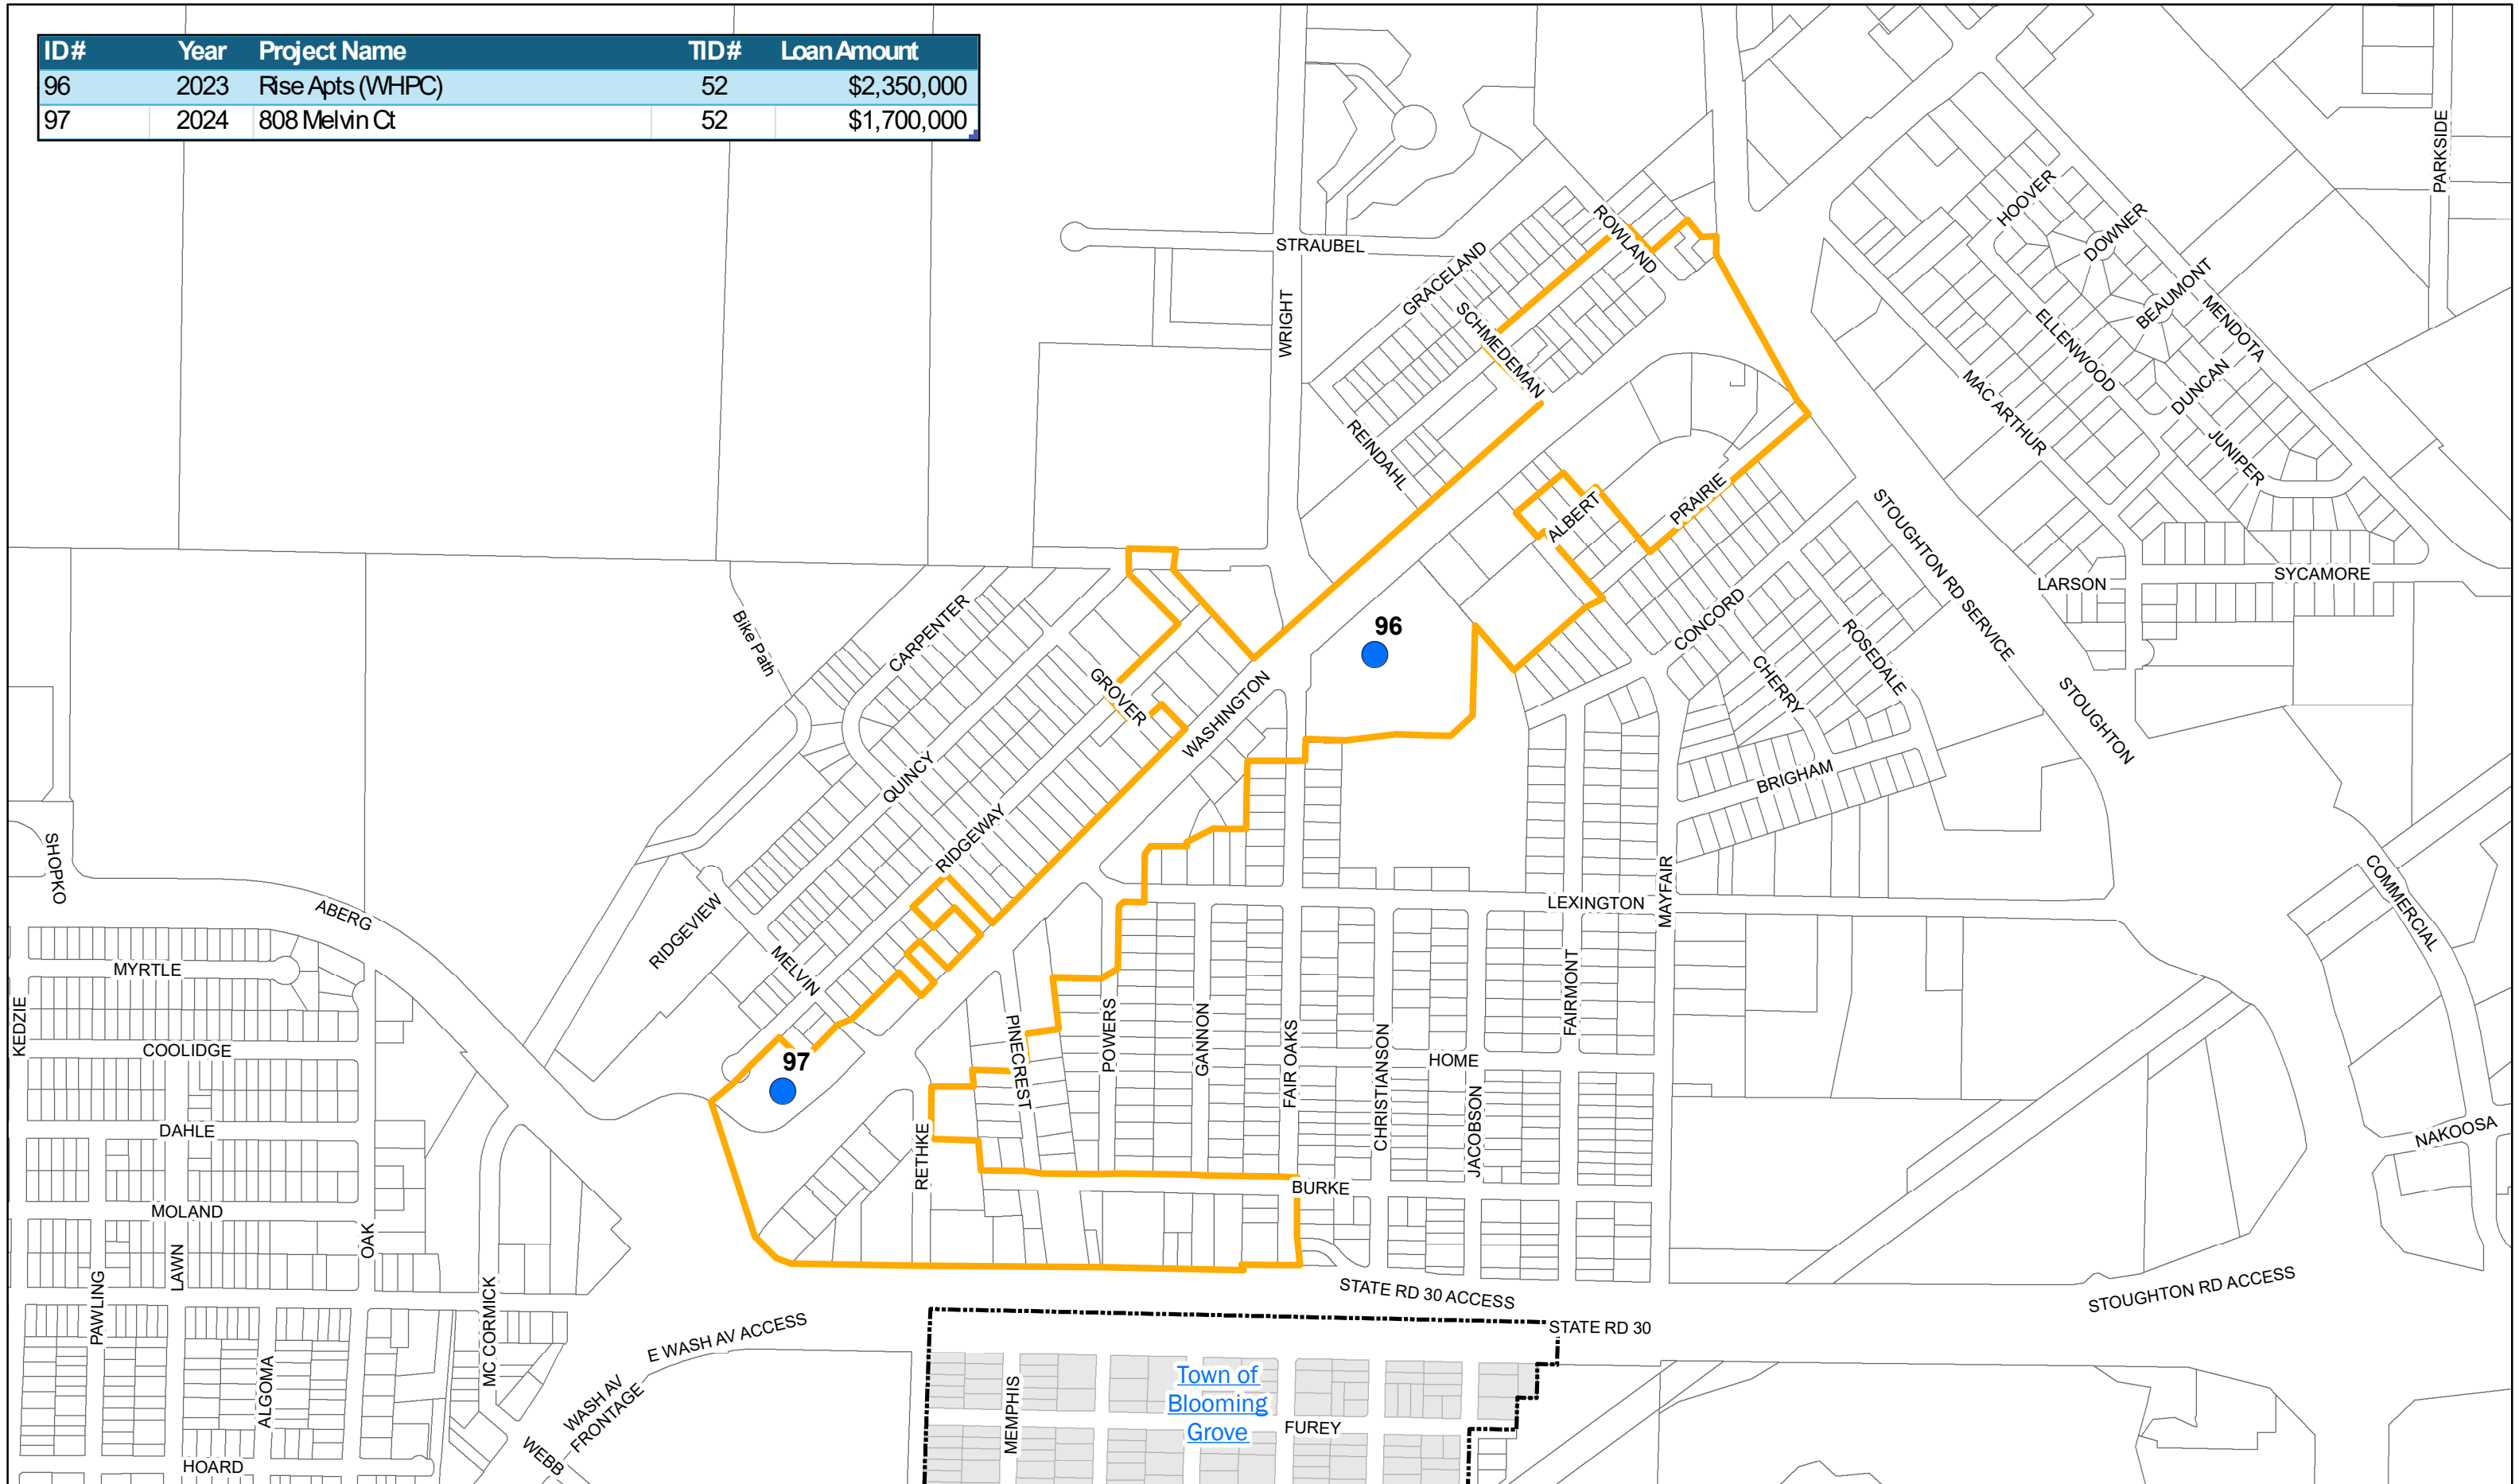 ID# Year Project Name TID# Loan Amount
96 2023 Rise Apts (WHPC) 52 $2,350,000
97 2024 808 Melvin Ct 52 $1,700,000
PARKSIDE
HOOVER
ROWLAND
DOWNER
STRAUBEL
GRACELAND
BEAUMONT
MENDOTA
WRIGHT
SCHMEDEMAN
ELLENWOOD
DUNCAN
MAC ARTHUR
REINDAHL
JUNIPER
PRAIRIE
ALBERT
STOUGHTON RD SERVICE
SYCAMORE
LARSON
CARPENTER
Bike Path
CONCORD
96
ROSEDALE
CHERRY
GROVER
WASHINGTON
STOUGHTON
QUINCY
BRIGHAM
RIDGEWAY
SHOPKO
ABERG
MAYFAIR
LEXINGTON
COMMERCIAL
RIDGEVIEW
MELVIN
MYRTLE
FAIRMONT
KEDZIE
PINECREST
POWERS
GANNON
FAIR OAKS
CHRISTIANSON
COOLIDGE
97
HOME
JACOBSON
DAHLE
RETHKE
NAKOOSA
BURKE
MOLAND
OAK
LAWN
PAWLING
MC CORMICK
STATE RD 30 ACCESS
STOUGHTON RD ACCESS
E WASH AV ACCESS
STATE RD 30
ALGOMA
WASH AV
FRONTAGE
MEMPHIS
Town of
Blooming
Grove
FUREY
WEBB
HOARD